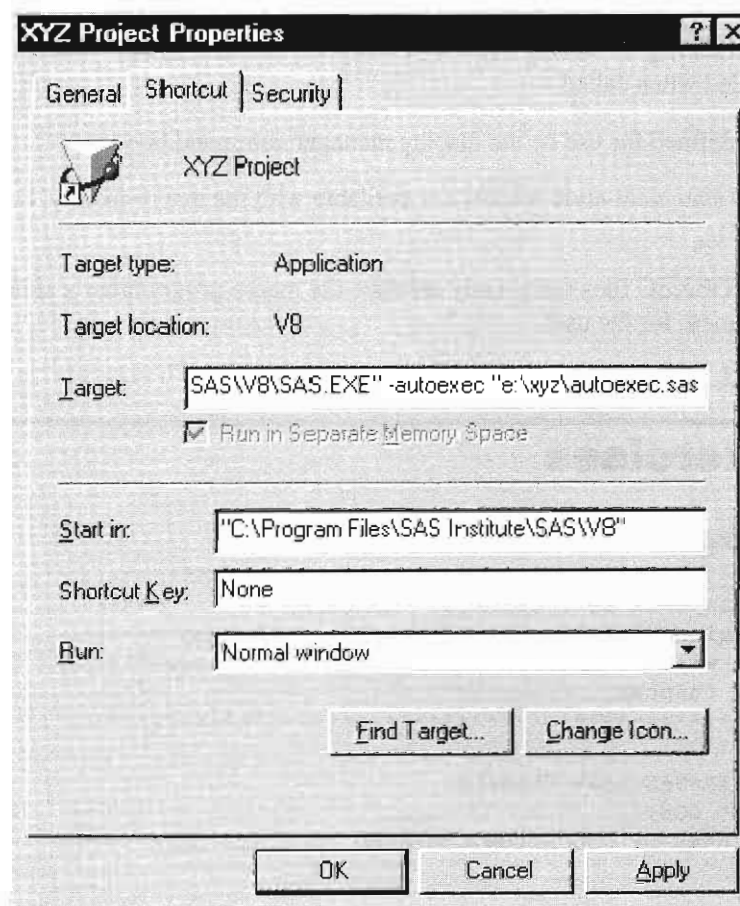 XYZ Project Properties
General Shortcut Security
XYZ Project
Target type: Application
Target location: V8
Target: SAS\V8\SAS.EXE" -autoexec "e:\xyz\autoexec.sas
Run in Separate Memory Space
Start in: "C:\Program Files\SAS Institute\SAS\V8"
Shortcut Key: None
Run: Normal window
Find Target... Change Icon...
OK Cancel Apply